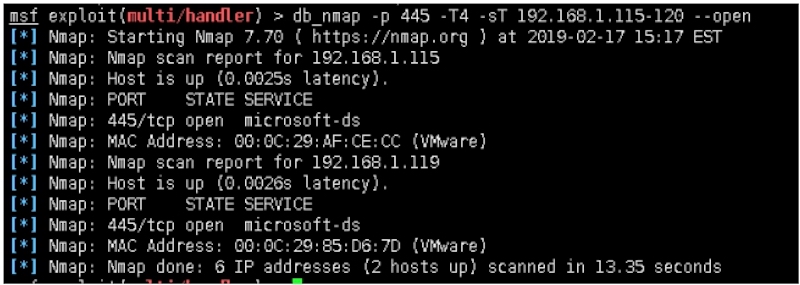 msf exploit(multi/handler) > db_nmap -p 445 -T4 -sT 192.168.1.115-120 --open
[*] Nmap: Starting Nmap 7.70 ( https://nmap.org ) at 2019-02-17 15:17 EST
[*] Nmap: Nmap scan report for 192.168.1.115
[*] Nmap: Host is up (0.0025s latency).
[*] Nmap: PORT    STATE SERVICE
[*] Nmap: 445/tcp open  microsoft-ds
[*] Nmap: MAC Address: 00:0C:29:AF:CE:CC (VMware)
[*] Nmap: Nmap scan report for 192.168.1.119
[*] Nmap: Host is up (0.0026s latency).
[*] Nmap: PORT    STATE SERVICE
[*] Nmap: 445/tcp open  microsoft-ds
[*] Nmap: MAC Address: 00:0C:29:85:D6:7D (VMware)
[*] Nmap: Nmap done: 6 IP addresses (2 hosts up) scanned in 13.35 seconds